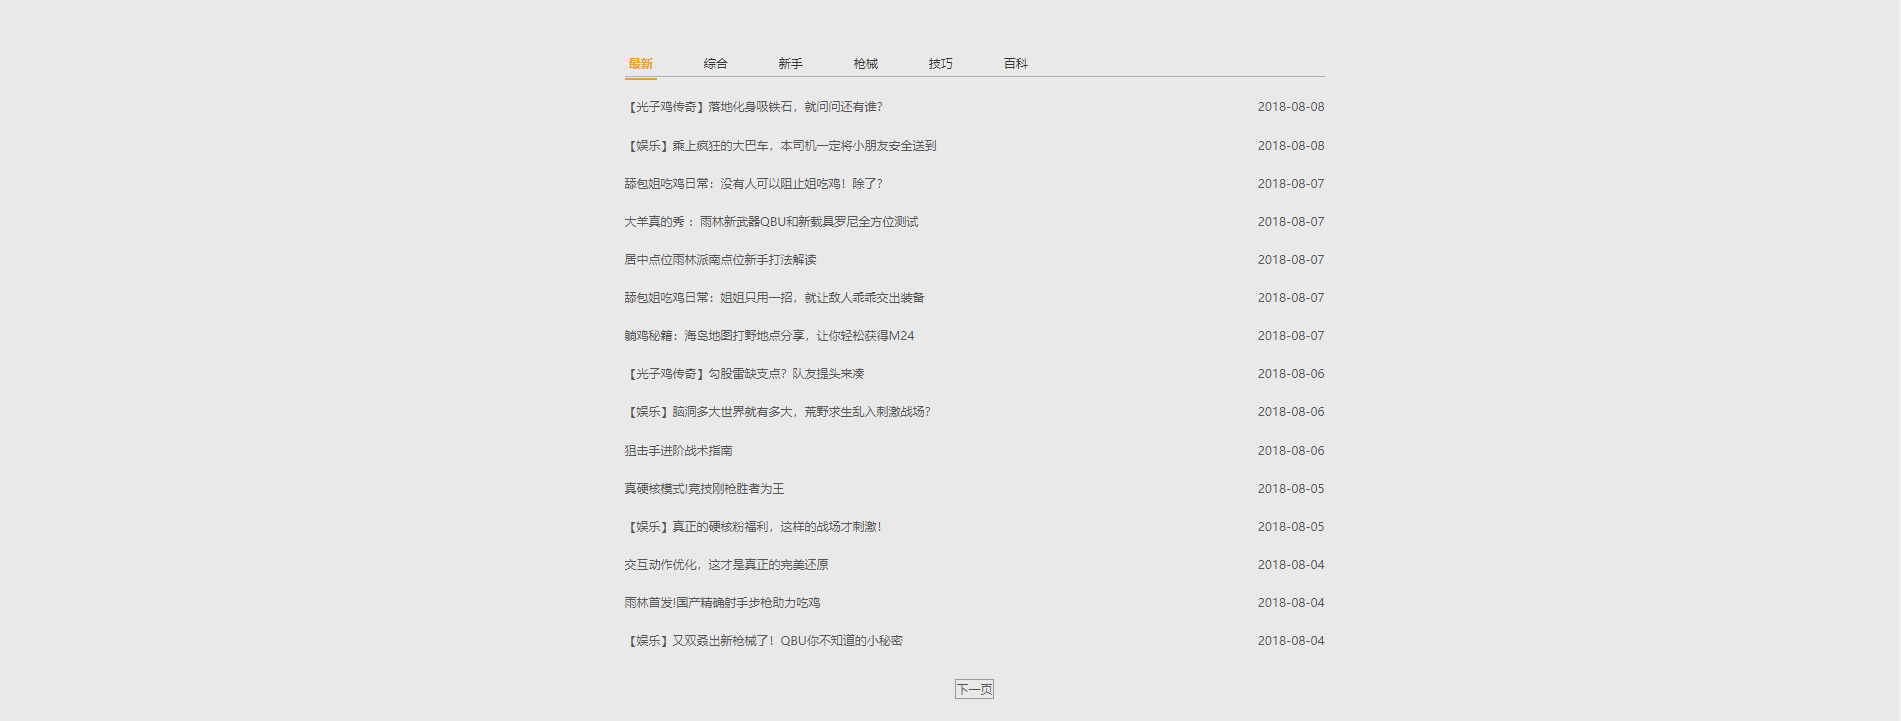 最新 综合 新手 枪械 技巧 百科
【光子鸡传奇】落地化身吸铁石，就问问还有谁？ 2018-08-08
【娱乐】乘上疯狂的大巴车，本司机一定将小朋友安全送到 2018-08-08
舔包姐吃鸡日常：没有人可以阻止姐吃鸡！除了？ 2018-08-07
大羊真的秀 ：雨林新武器QBU和新载具罗尼全方位测试 2018-08-07
居中点位雨林派南点位新手打法解读 2018-08-07
舔包姐吃鸡日常：姐姐只用一招，就让敌人乖乖交出装备 2018-08-07
躺鸡秘籍：海岛地图打野地点分享，让你轻松获得M24 2018-08-07
【光子鸡传奇】勾股雷缺支点？队友提头来凑 2018-08-06
【娱乐】脑洞多大世界就有多大，荒野求生乱入刺激战场？ 2018-08-06
狙击手进阶战术指南 2018-08-06
真硬核模式!竞技刚枪胜者为王 2018-08-05
【娱乐】真正的硬核粉福利，这样的战场才刺激！ 2018-08-05
交互动作优化，这才是真正的完美还原 2018-08-04
雨林首发!国产精确射手步枪助力吃鸡 2018-08-04
【娱乐】又双叒出新枪械了！QBU你不知道的小秘密 2018-08-04
下一页